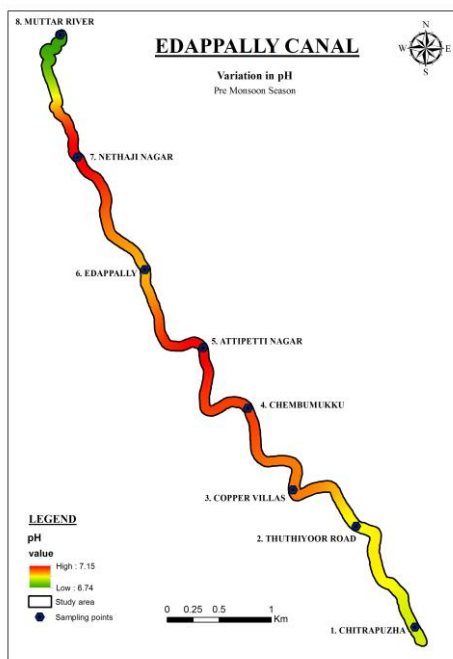 8. MUTTAR RIVER
EDAPPALLY CANAL
Variation in pH
Pre Monsoon Season
N
W E
S
7. NETHAJI NAGAR
6. EDAPPALLY
5. ATTIPETTI NAGAR
4. CHEMBUMUKKU
3. COPPER VILLAS
2. THUTHIYOOR ROAD
1. CHITRAPUZHA
LEGEND
pH
value
High : 7.15
Low : 6.74
Study area
Sampling points
0 0.25 0.5 1
Km